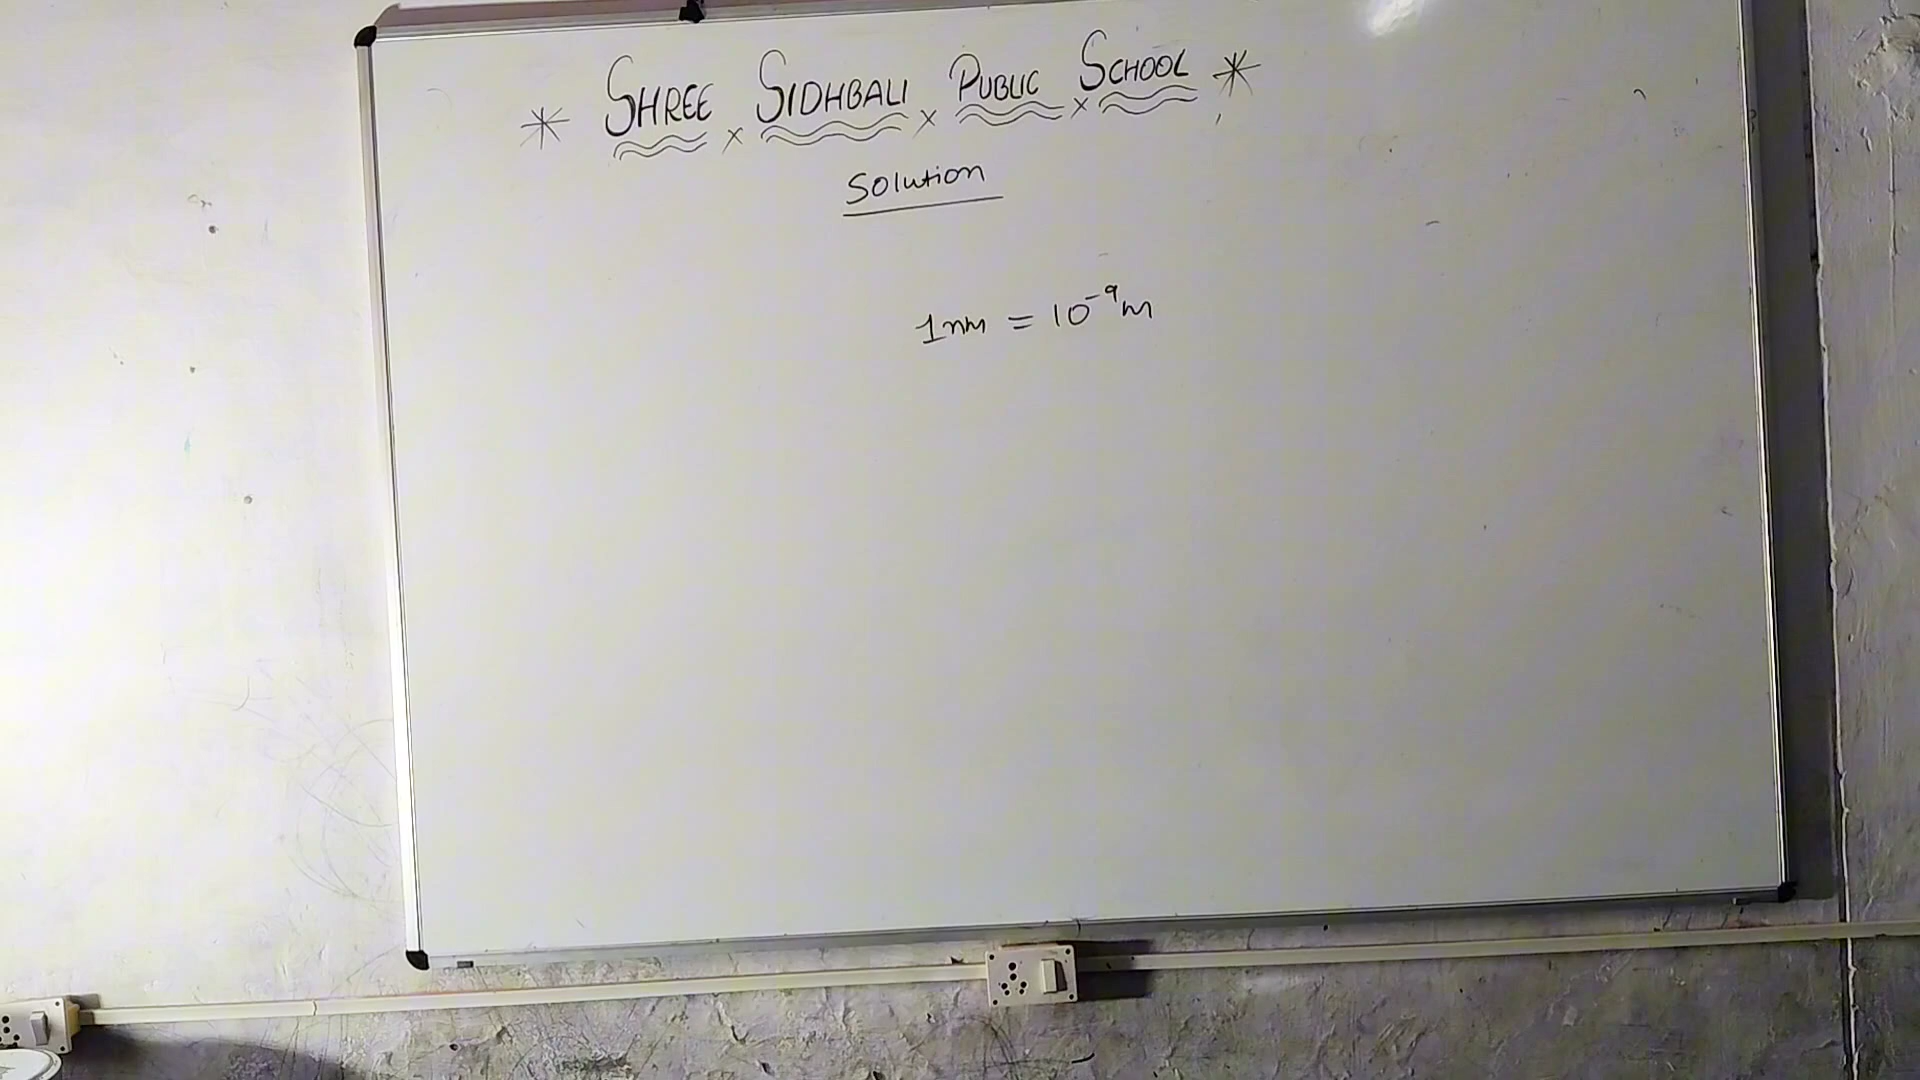 * SHREE x SIDHBALI x PUBLIC x SCHOOL *
Solution
1nm = 10⁻⁹m